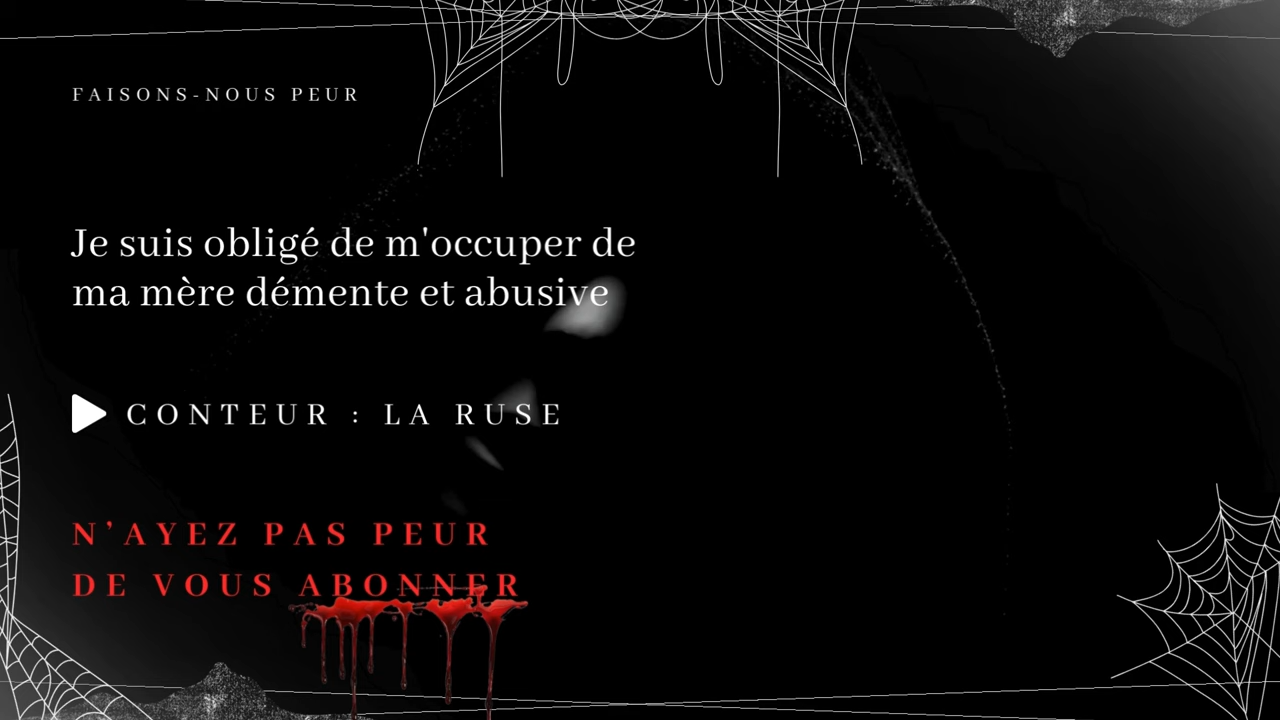 FAISONS-NOUS PEUR
Je suis obligé de m'occuper de
ma mère démente et abusive
CONTEUR : LA RUSE
N’AYEZ PAS PEUR
DE VOUS ABONNER